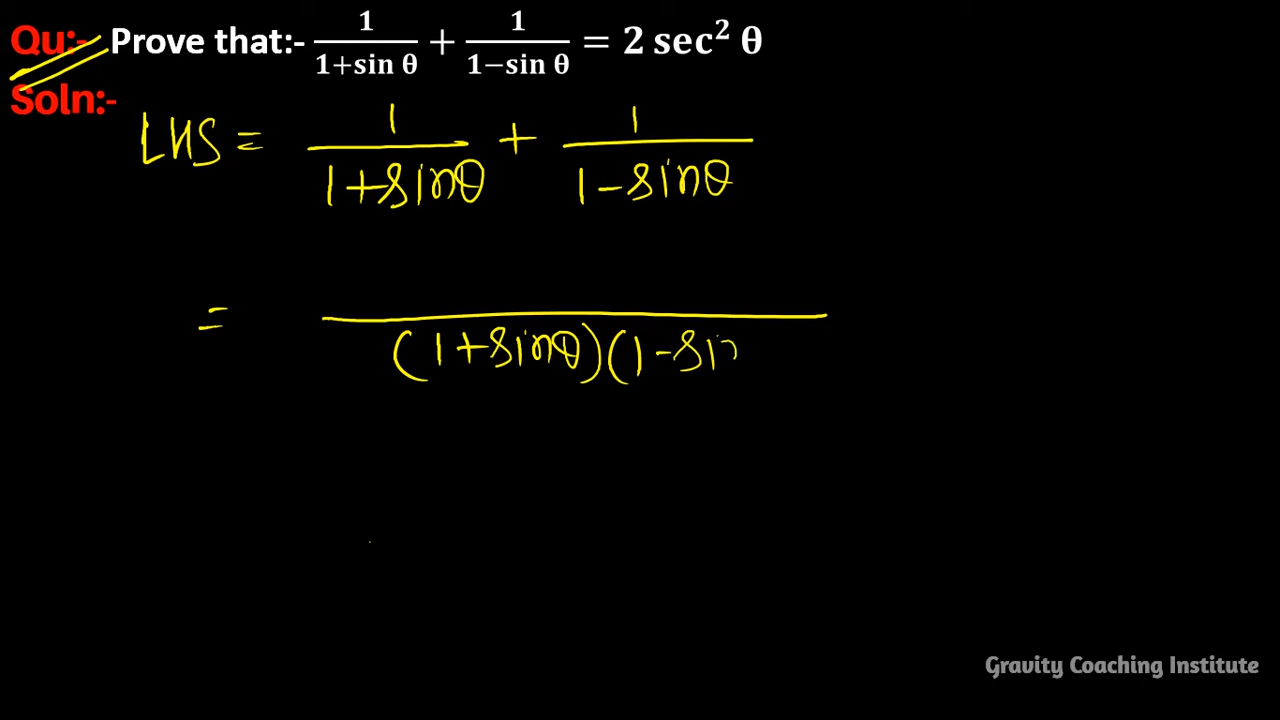 Qu:- Prove that:- 1/(1+sin θ) + 1/(1−sin θ) = 2 sec² θ
Soln:-
LHS = 1/(1+sinθ) + 1/(1-sinθ)
= /(1+sinθ)(1-sin
Gravity Coaching Institute